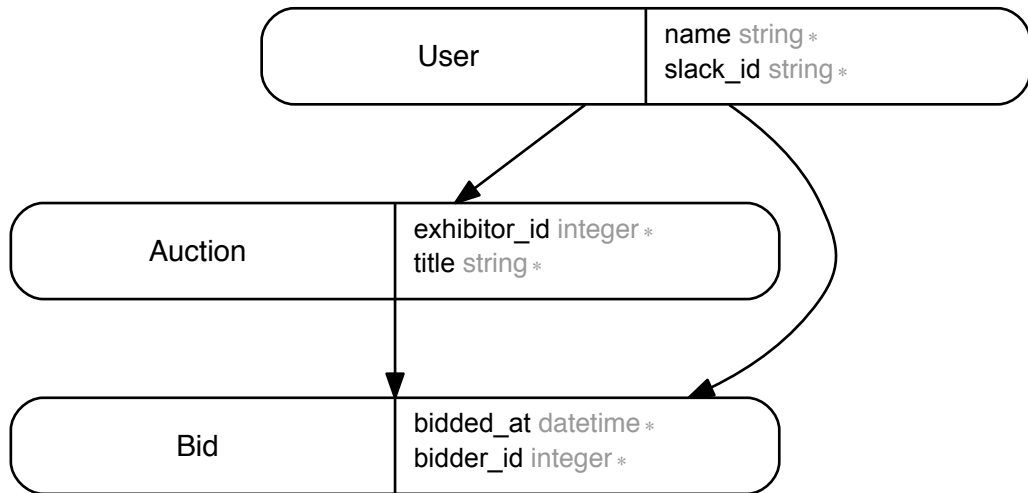 User
name string *
slack_id string *
Auction
exhibitor_id integer *
title string *
Bid
bidded_at datetime *
bidder_id integer *